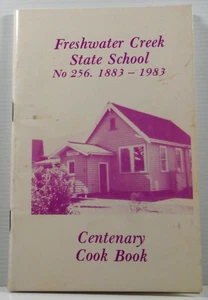 Freshwater Creek
State School
No 256. 1883 - 1983
Centenary
Cook Book